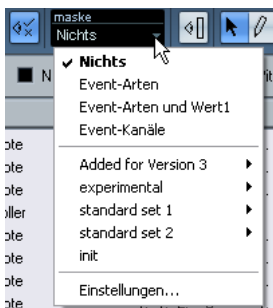 maske
Nichts
N
Nichts
Event-Arten
Event-Arten und Wert1
Event-Kanäle
Added for Version 3
experimental
standard set 1
standard set 2
init
Einstellungen...